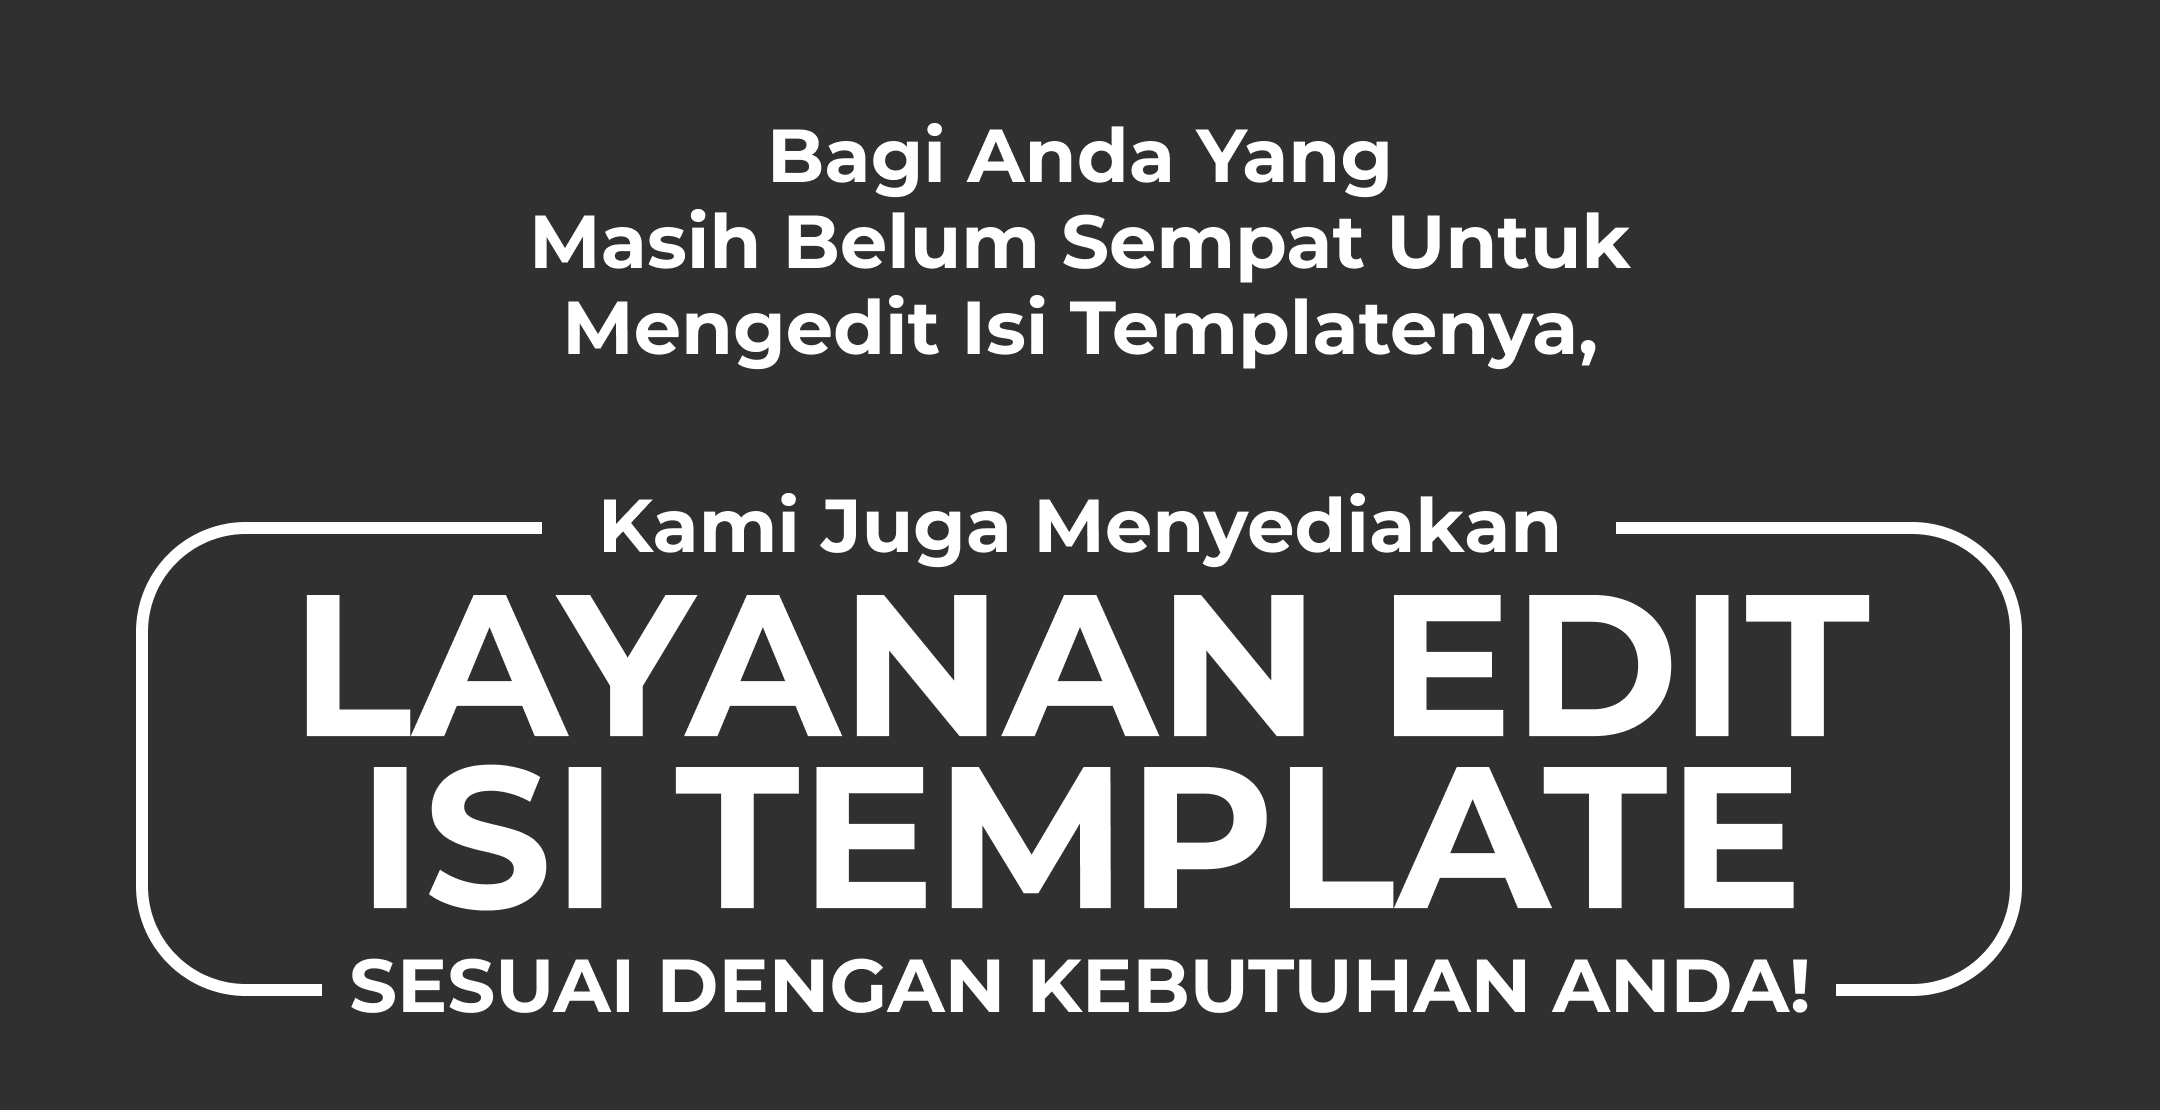 Bagi Anda Yang
Masih Belum Sempat Untuk
Mengedit Isi Templatenya,
Kami Juga Menyediakan
LAYANAN EDIT
ISI TEMPLATE
SESUAI DENGAN KEBUTUHAN ANDA!